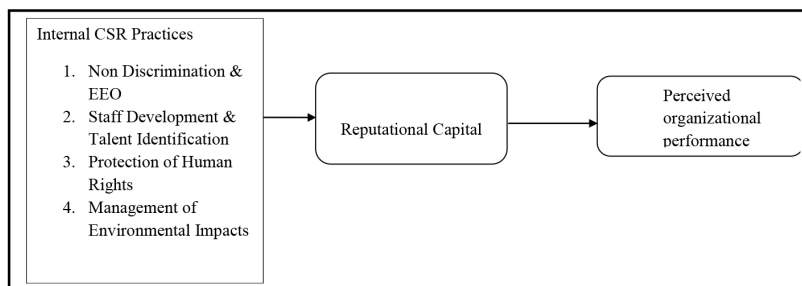 Internal CSR Practices
1. Non Discrimination &
EEO
2. Staff Development &
Talent Identification
3. Protection of Human
Rights
4. Management of
Environmental Impacts
Reputational Capital
Perceived
organizational
performance